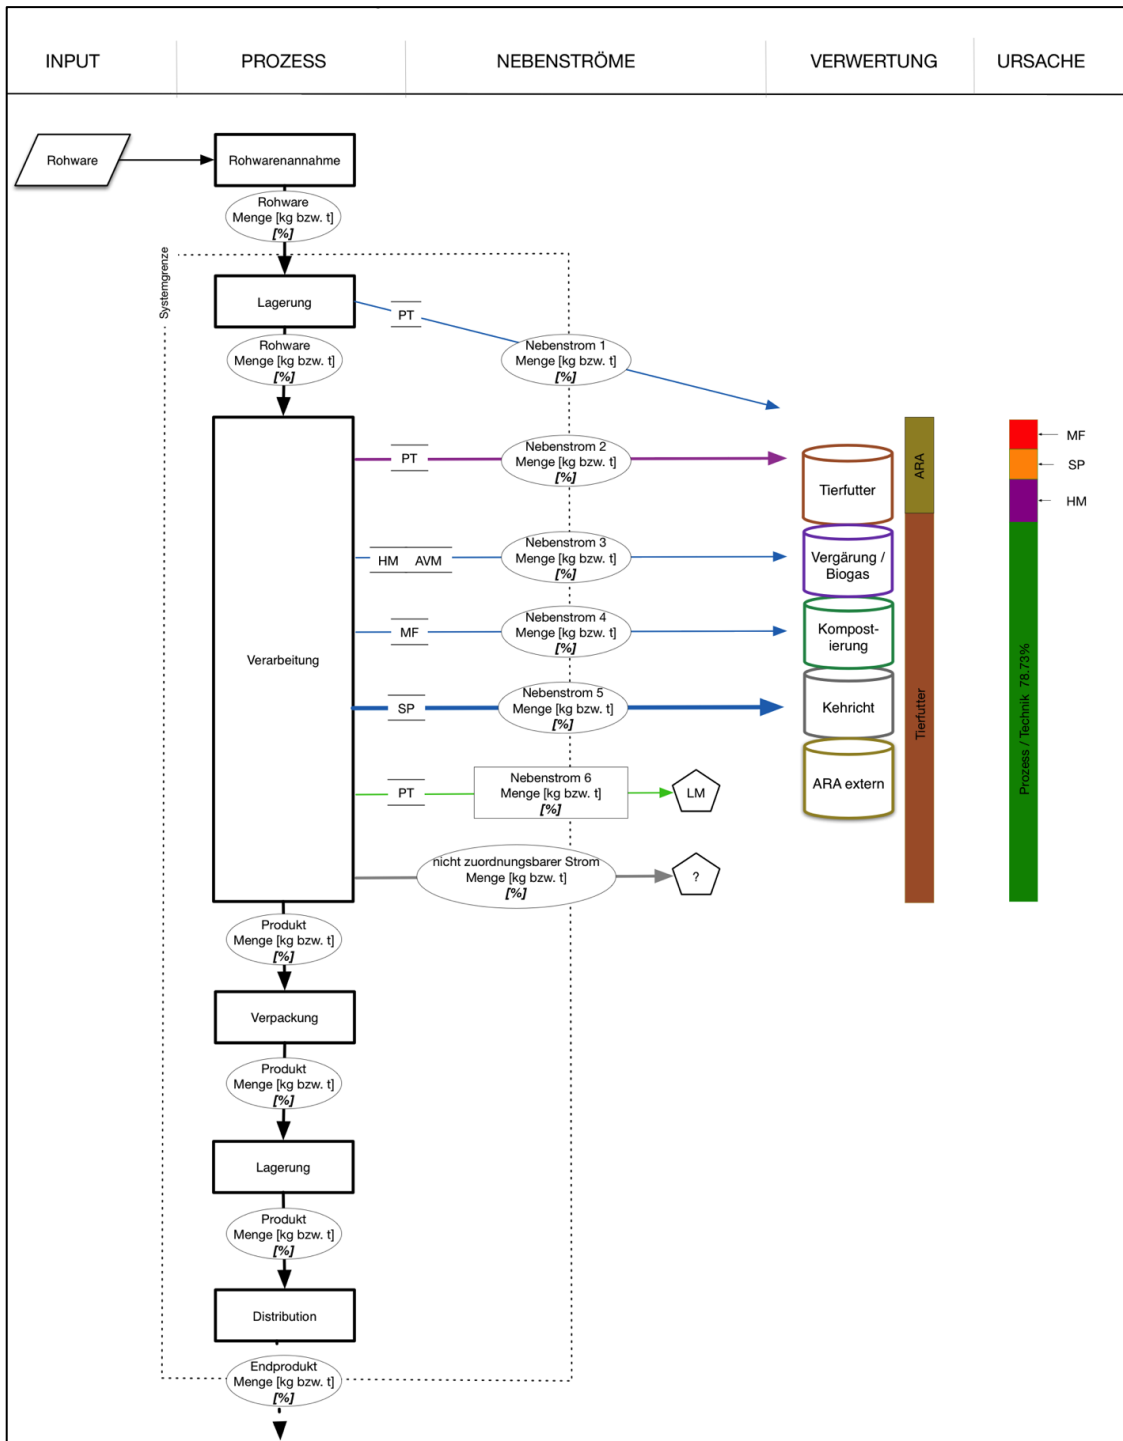 INPUT
PROZESS
NEBENSTRÖME
VERWERTUNG
URSACHE
Rohware
Rohwarenannahme
Rohware
Menge [kg bzw. t]
[%]
Systemgrenze
Lagerung
PT
Rohware
Menge [kg bzw. t]
[%]
Nebenstrom 1
Menge [kg bzw. t]
[%]
Verarbeitung
PT
Nebenstrom 2
Menge [kg bzw. t]
[%]
HM
AVM
Nebenstrom 3
Menge [kg bzw. t]
[%]
MF
Nebenstrom 4
Menge [kg bzw. t]
[%]
SP
Nebenstrom 5
Menge [kg bzw. t]
[%]
PT
Nebenstrom 6
Menge [kg bzw. t]
[%]
LM
nicht zuordnungsbarer Strom
Menge [kg bzw. t]
[%]
?
Tierfutter
Vergärung /
Biogas
Kompost-
ierung
Kehricht
ARA extern
ARA
Tierfutter
MF
SP
HM
Prozess / Technik 78.73%
Produkt
Menge [kg bzw. t]
[%]
Verpackung
Produkt
Menge [kg bzw. t]
[%]
Lagerung
Produkt
Menge [kg bzw. t]
[%]
Distribution
Endprodukt
Menge [kg bzw. t]
[%]